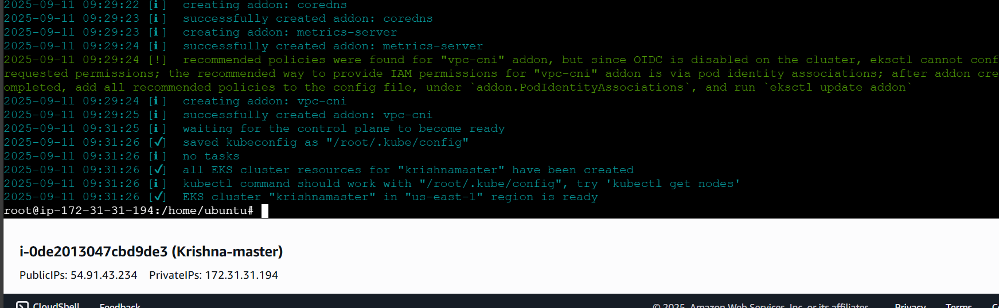 2025-09-11 09:29:22 [ℹ]  creating addon: coredns
2025-09-11 09:29:23 [ℹ]  successfully created addon: coredns
2025-09-11 09:29:23 [ℹ]  creating addon: metrics-server
2025-09-11 09:29:24 [ℹ]  successfully created addon: metrics-server
2025-09-11 09:29:24 [!]  recommended policies were found for "vpc-cni" addon, but since OIDC is disabled on the cluster, eksctl cannot conf
requested permissions; the recommended way to provide IAM permissions for "vpc-cni" addon is via pod identity associations; after addon cre
ompleted, add all recommended policies to the config file, under `addon.PodIdentityAssociations`, and run `eksctl update addon`
2025-09-11 09:29:24 [ℹ]  creating addon: vpc-cni
2025-09-11 09:29:25 [ℹ]  successfully created addon: vpc-cni
2025-09-11 09:31:25 [ℹ]  waiting for the control plane to become ready
2025-09-11 09:31:26 [✔]  saved kubeconfig as "/root/.kube/config"
2025-09-11 09:31:26 [ℹ]  no tasks
2025-09-11 09:31:26 [✔]  all EKS cluster resources for "krishnamaster" have been created
2025-09-11 09:31:26 [ℹ]  kubectl command should work with "/root/.kube/config", try 'kubectl get nodes'
2025-09-11 09:31:26 [✔]  EKS cluster "krishnamaster" in "us-east-1" region is ready
root@ip-172-31-31-194:/home/ubuntu#
i-0de2013047cbd9de3 (Krishna-master)
PublicIPs: 54.91.43.234    PrivateIPs: 172.31.31.194
CloudShell    Feedback    © 2025, Amazon Web Services, Inc. or its affiliates.    Privacy    Terms